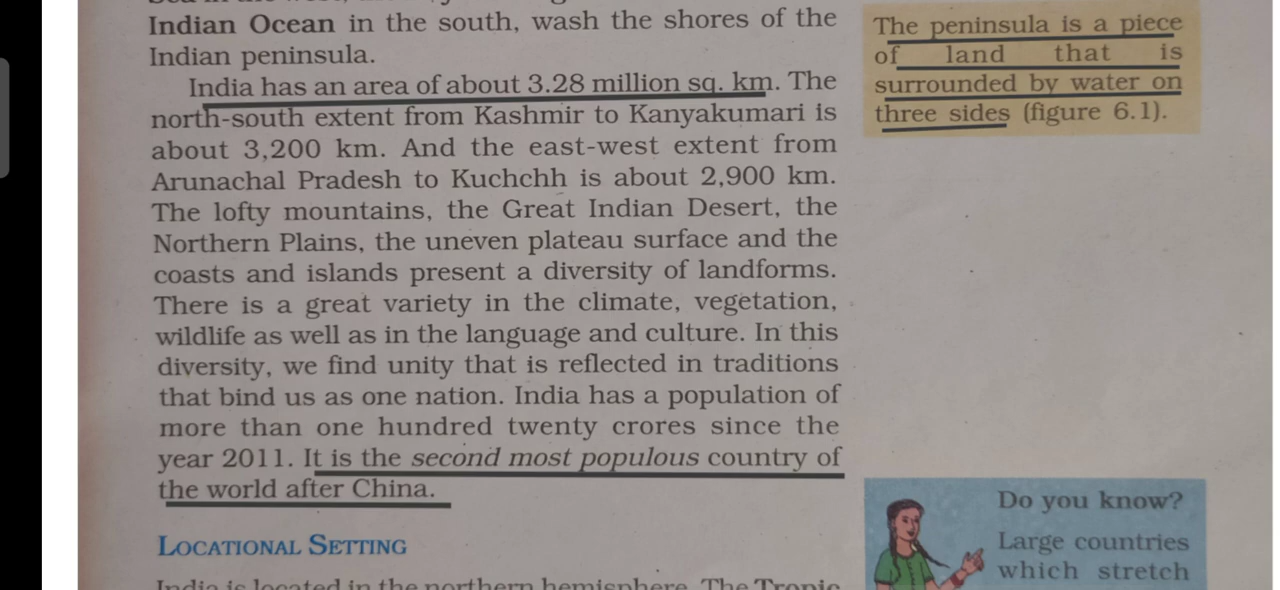 Indian Ocean in the south, wash the shores of the
Indian peninsula.
India has an area of about 3.28 million sq. km. The
north-south extent from Kashmir to Kanyakumari is
about 3,200 km. And the east-west extent from
Arunachal Pradesh to Kuchchh is about 2,900 km.
The lofty mountains, the Great Indian Desert, the
Northern Plains, the uneven plateau surface and the
coasts and islands present a diversity of landforms.
There is a great variety in the climate, vegetation,
wildlife as well as in the language and culture. In this
diversity, we find unity that is reflected in traditions
that bind us as one nation. India has a population of
more than one hundred twenty crores since the
year 2011. It is the second most populous country of
the world after China.
LOCATIONAL SETTING
India is located in the northern hemisphere. The Tropic
The peninsula is a piece
of land that is
surrounded by water on
three sides (figure 6.1).
Do you know?
Large countries
which stretch